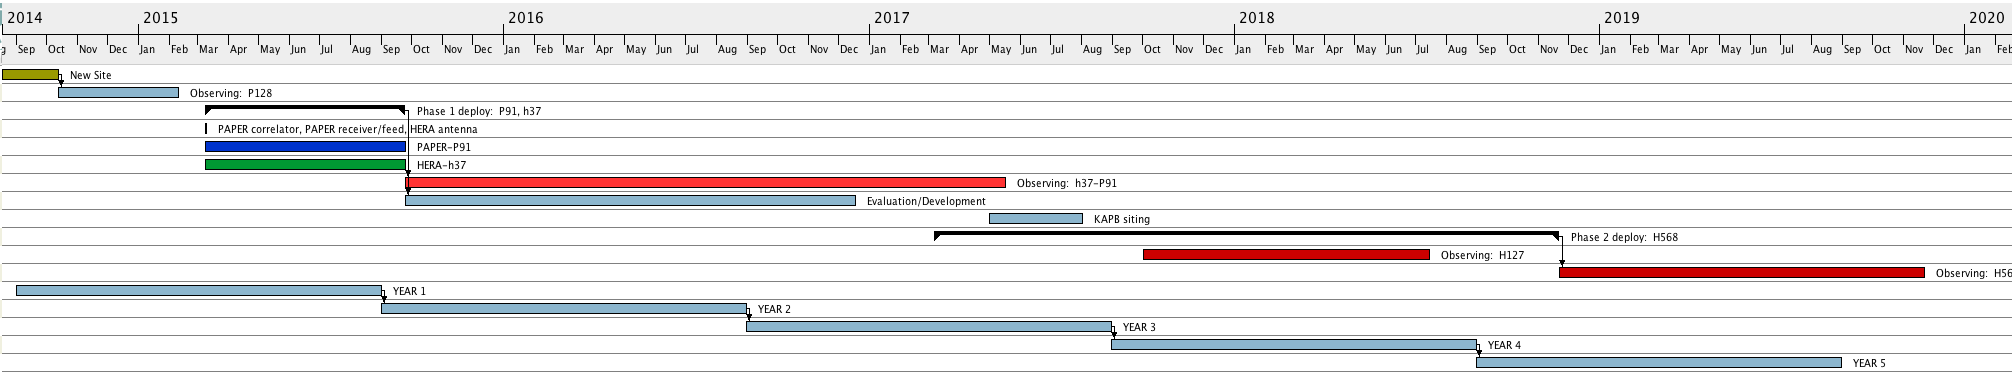 2014 2015 2016 2017 2018 2019 2020
g Sep Oct Nov Dec Jan Feb Mar Apr May Jun Jul Aug Sep Oct Nov Dec Jan Feb Mar Apr May Jun Jul Aug Sep Oct Nov Dec Jan Feb Mar Apr May Jun Jul Aug Sep Oct Nov Dec Jan Feb Mar Apr May Jun Jul Aug Sep Oct Nov Dec Jan Feb Mar Apr May Jun Jul Aug Sep Oct Nov Dec Jan Feb
New Site
Observing: P128
Phase 1 deploy: P91, h37
PAPER correlator, PAPER receiver/feed, HERA antenna
PAPER-P91
HERA-h37
Observing: h37-P91
Evaluation/Development
KAPB siting
Phase 2 deploy: H568
Observing: H127
Observing: H56
YEAR 1
YEAR 2
YEAR 3
YEAR 4
YEAR 5